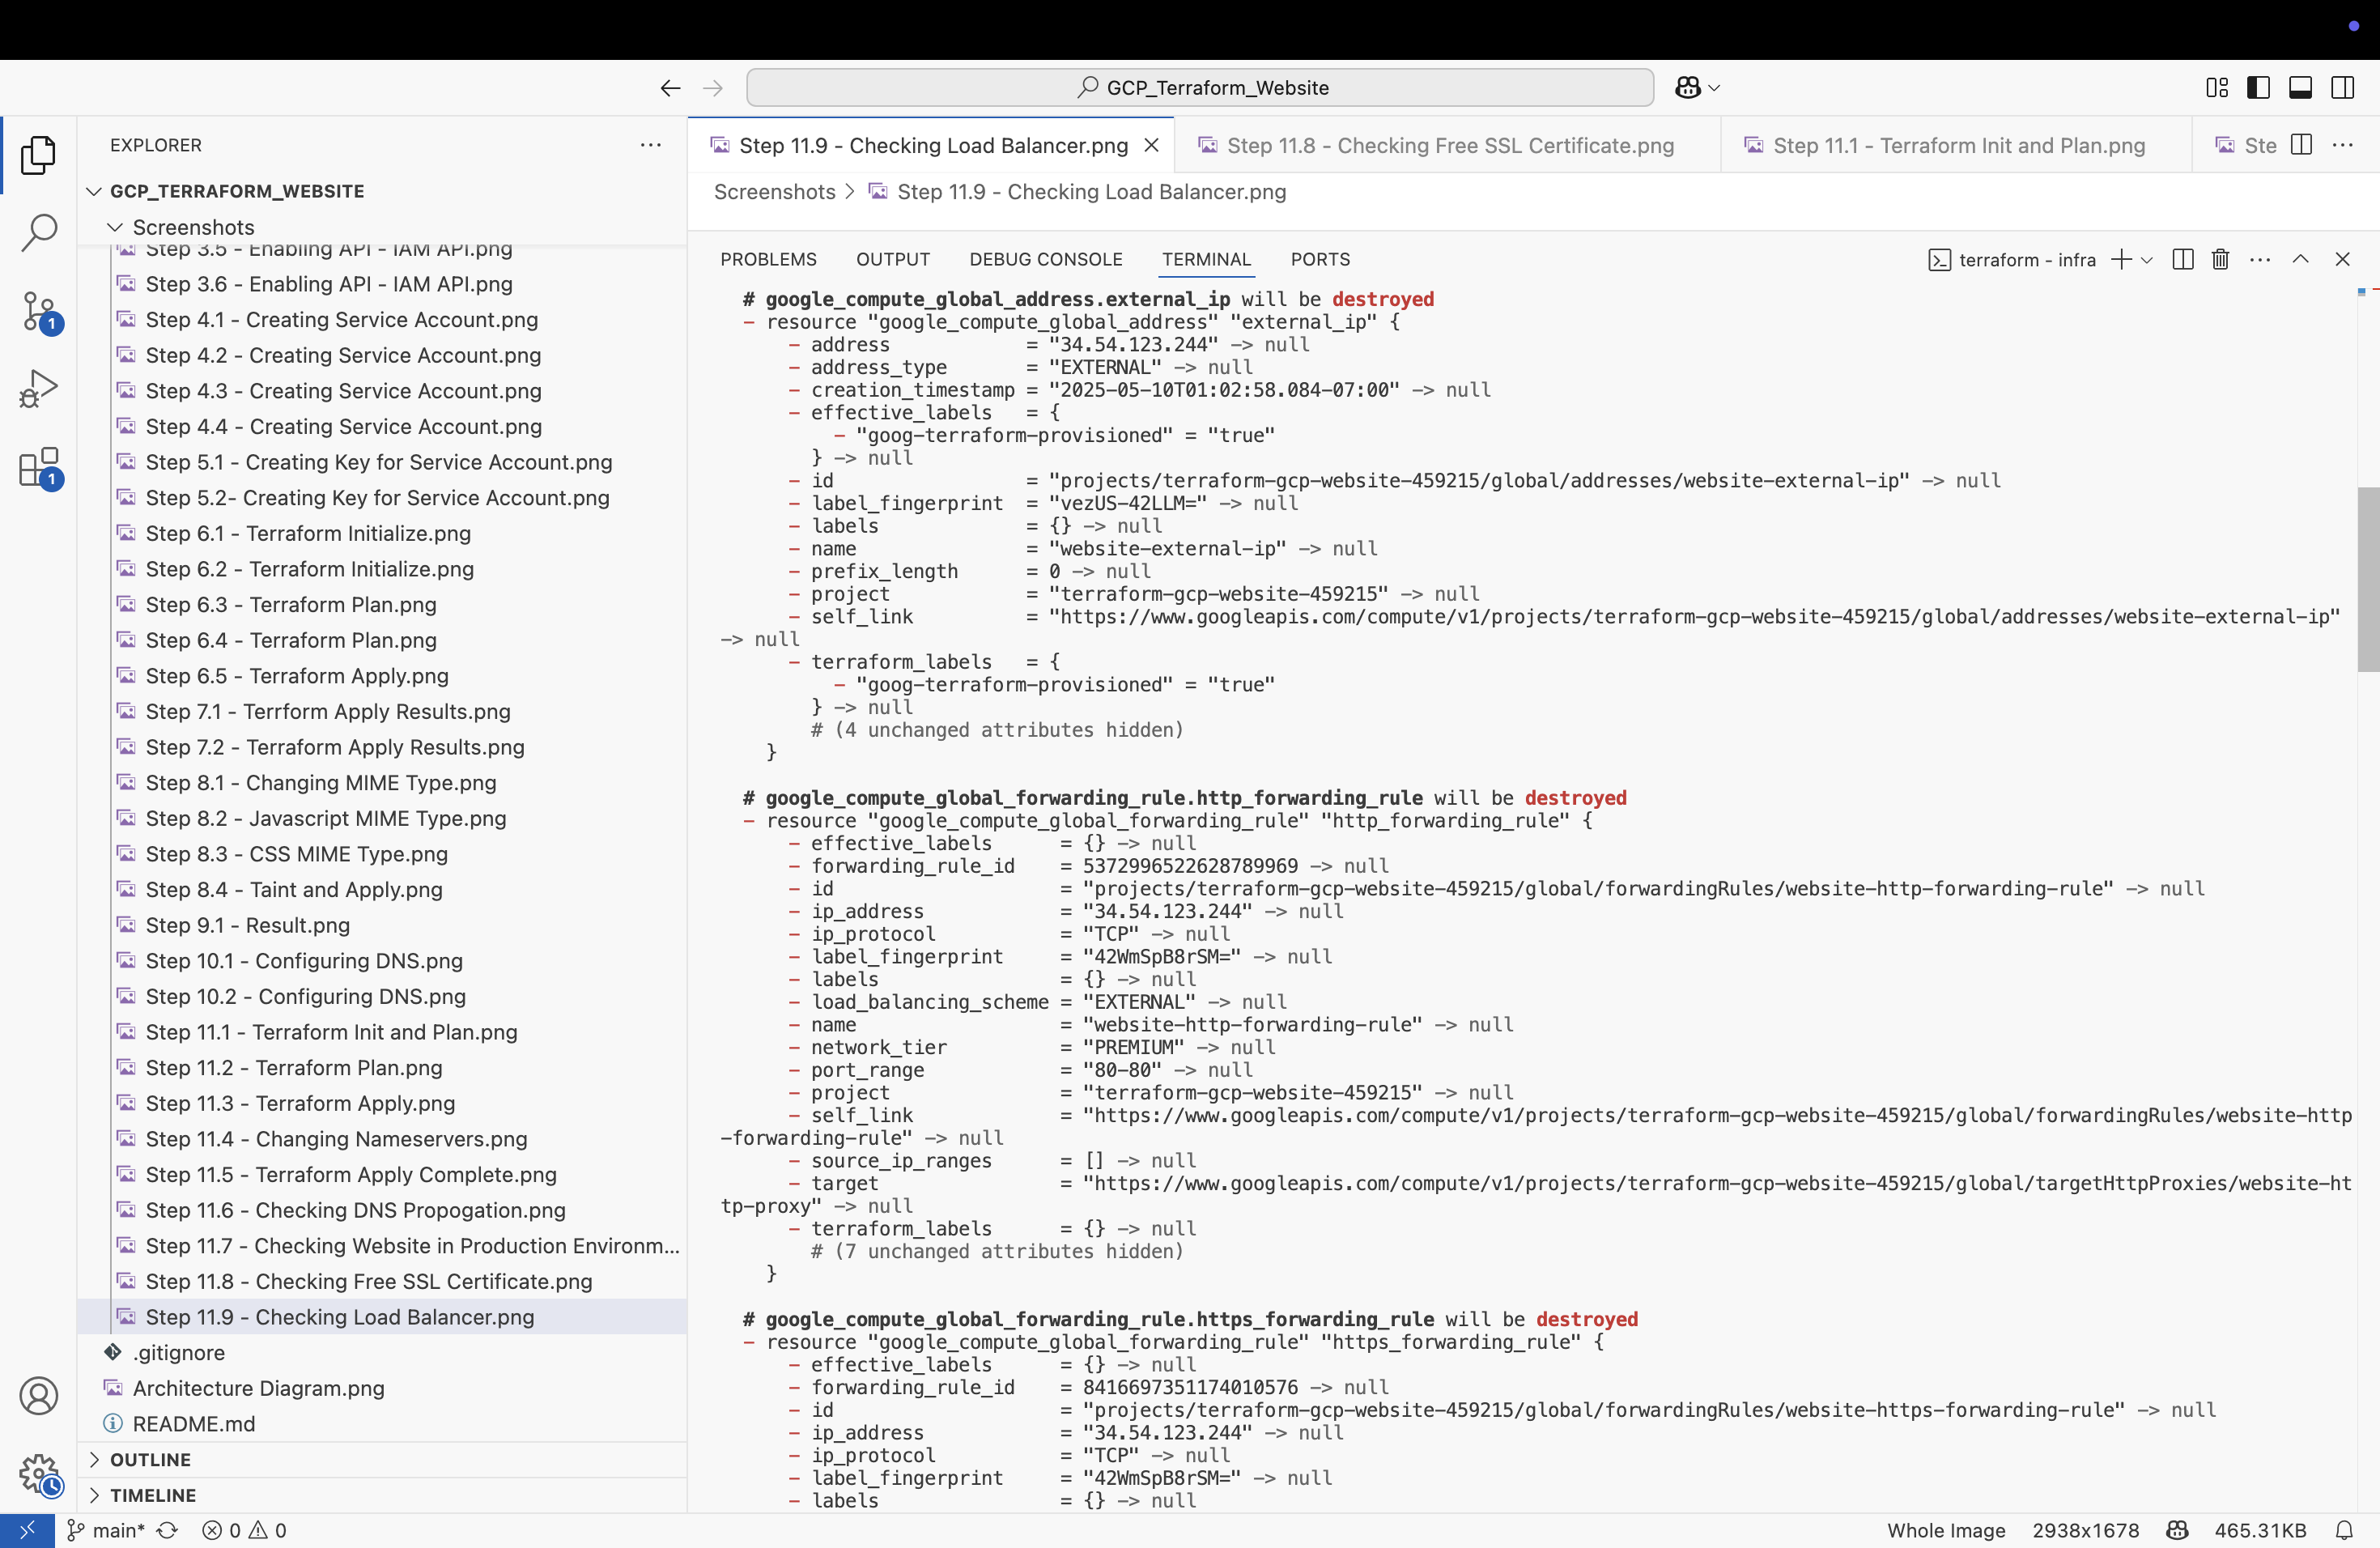 GCP_Terraform_Website
EXPLORER
GCP_TERRAFORM_WEBSITE
Screenshots
Step 3.5 - Enabling API - IAM API.png
Step 3.6 - Enabling API - IAM API.png
Step 4.1 - Creating Service Account.png
Step 4.2 - Creating Service Account.png
Step 4.3 - Creating Service Account.png
Step 4.4 - Creating Service Account.png
Step 5.1 - Creating Key for Service Account.png
Step 5.2- Creating Key for Service Account.png
Step 6.1 - Terraform Initialize.png
Step 6.2 - Terraform Initialize.png
Step 6.3 - Terraform Plan.png
Step 6.4 - Terraform Plan.png
Step 6.5 - Terraform Apply.png
Step 7.1 - Terrform Apply Results.png
Step 7.2 - Terraform Apply Results.png
Step 8.1 - Changing MIME Type.png
Step 8.2 - Javascript MIME Type.png
Step 8.3 - CSS MIME Type.png
Step 8.4 - Taint and Apply.png
Step 9.1 - Result.png
Step 10.1 - Configuring DNS.png
Step 10.2 - Configuring DNS.png
Step 11.1 - Terraform Init and Plan.png
Step 11.2 - Terraform Plan.png
Step 11.3 - Terraform Apply.png
Step 11.4 - Changing Nameservers.png
Step 11.5 - Terraform Apply Complete.png
Step 11.6 - Checking DNS Propogation.png
Step 11.7 - Checking Website in Production Environm...
Step 11.8 - Checking Free SSL Certificate.png
Step 11.9 - Checking Load Balancer.png
.gitignore
Architecture Diagram.png
README.md
OUTLINE
TIMELINE
1
1
Step 11.9 - Checking Load Balancer.png
Step 11.8 - Checking Free SSL Certificate.png
Step 11.1 - Terraform Init and Plan.png
Ste
Screenshots > Step 11.9 - Checking Load Balancer.png
PROBLEMS OUTPUT DEBUG CONSOLE TERMINAL PORTS
terraform - infra
# google_compute_global_address.external_ip will be destroyed
- resource "google_compute_global_address" "external_ip" {
- address = "34.54.123.244" -> null
- address_type = "EXTERNAL" -> null
- creation_timestamp = "2025-05-10T01:02:58.084-07:00" -> null
- effective_labels = {
- "goog-terraform-provisioned" = "true"
} -> null
- id = "projects/terraform-gcp-website-459215/global/addresses/website-external-ip" -> null
- label_fingerprint = "vezUS-42LLM=" -> null
- labels = {} -> null
- name = "website-external-ip" -> null
- prefix_length = 0 -> null
- project = "terraform-gcp-website-459215" -> null
- self_link = "https://www.googleapis.com/compute/v1/projects/terraform-gcp-website-459215/global/addresses/website-external-ip"
-> null
- terraform_labels = {
- "goog-terraform-provisioned" = "true"
} -> null
# (4 unchanged attributes hidden)
}
# google_compute_global_forwarding_rule.http_forwarding_rule will be destroyed
- resource "google_compute_global_forwarding_rule" "http_forwarding_rule" {
- effective_labels = {} -> null
- forwarding_rule_id = 5372996522628789969 -> null
- id = "projects/terraform-gcp-website-459215/global/forwardingRules/website-http-forwarding-rule" -> null
- ip_address = "34.54.123.244" -> null
- ip_protocol = "TCP" -> null
- label_fingerprint = "42WmSpB8rSM=" -> null
- labels = {} -> null
- load_balancing_scheme = "EXTERNAL" -> null
- name = "website-http-forwarding-rule" -> null
- network_tier = "PREMIUM" -> null
- port_range = "80-80" -> null
- project = "terraform-gcp-website-459215" -> null
- self_link = "https://www.googleapis.com/compute/v1/projects/terraform-gcp-website-459215/global/forwardingRules/website-http
-forwarding-rule" -> null
- source_ip_ranges = [] -> null
- target = "https://www.googleapis.com/compute/v1/projects/terraform-gcp-website-459215/global/targetHttpProxies/website-ht
tp-proxy" -> null
- terraform_labels = {} -> null
# (7 unchanged attributes hidden)
}
# google_compute_global_forwarding_rule.https_forwarding_rule will be destroyed
- resource "google_compute_global_forwarding_rule" "https_forwarding_rule" {
- effective_labels = {} -> null
- forwarding_rule_id = 8416697351174010576 -> null
- id = "projects/terraform-gcp-website-459215/global/forwardingRules/website-https-forwarding-rule" -> null
- ip_address = "34.54.123.244" -> null
- ip_protocol = "TCP" -> null
- label_fingerprint = "42WmSpB8rSM=" -> null
- labels = {} -> null
main* 0 0
Whole Image 2938x1678 465.31KB